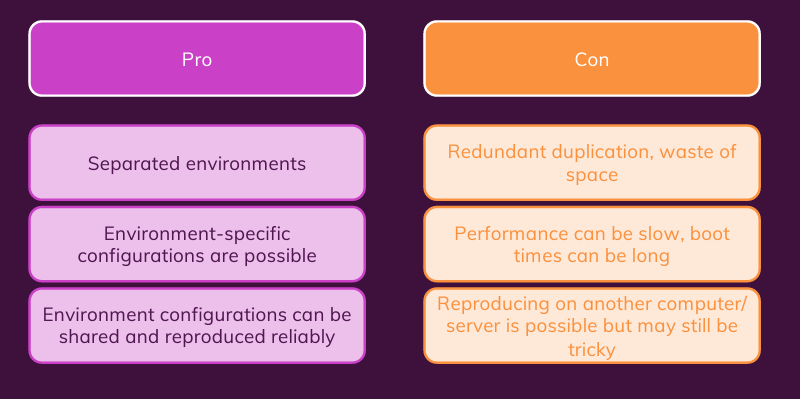 Pro
Con
Separated environments
Redundant duplication, waste of
space
Environment-specific
configurations are possible
Performance can be slow, boot
times can be long
Environment configurations can be
shared and reproduced reliably
Reproducing on another computer/
server is possible but may still be
tricky